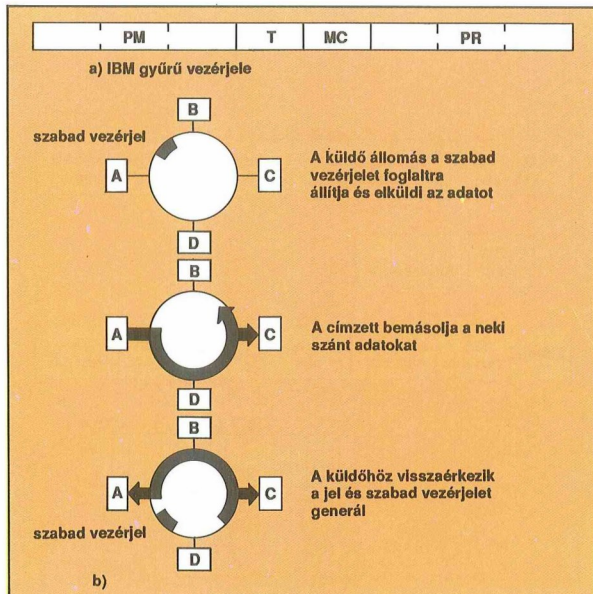 PM T MC PR
a) IBM gyűrű vezérjele
B
szabad vezérjel
A
C
A küldő állomás a szabad
vezérjelet foglaltra
állítja és elküldi az adatot
D
B
A
C
A címzett bemásolja a neki
szánt adatokat
D
B
A
C
A küldőhöz visszaérkezik
a jel és szabad vezérjelet
generál
szabad vezérjel
D
b)